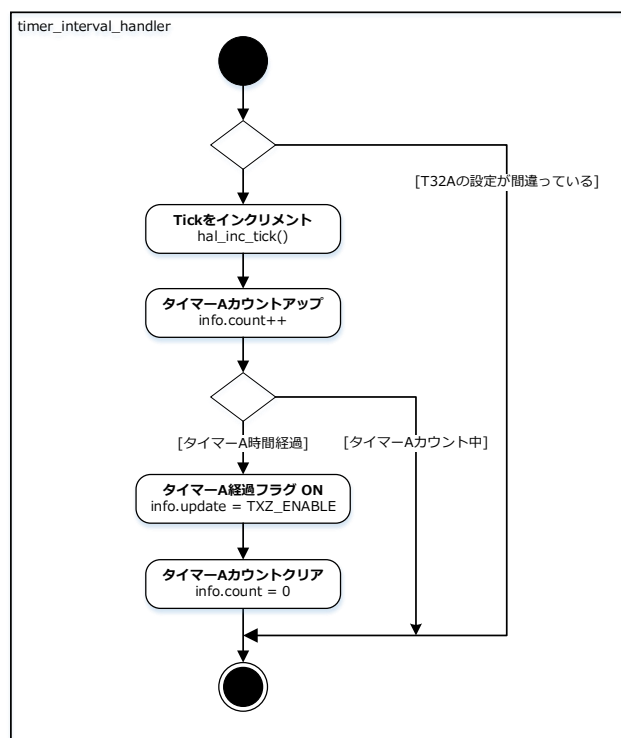 timer_interval_handler
[T32Aの設定が間違っている]
Tickをインクリメント
hal_inc_tick()
タイマーAカウントアップ
info.count++
[タイマーA時間経過]
[タイマーAカウント中]
タイマーA経過フラグ ON
info.update = TXZ_ENABLE
タイマーAカウントクリア
info.count = 0